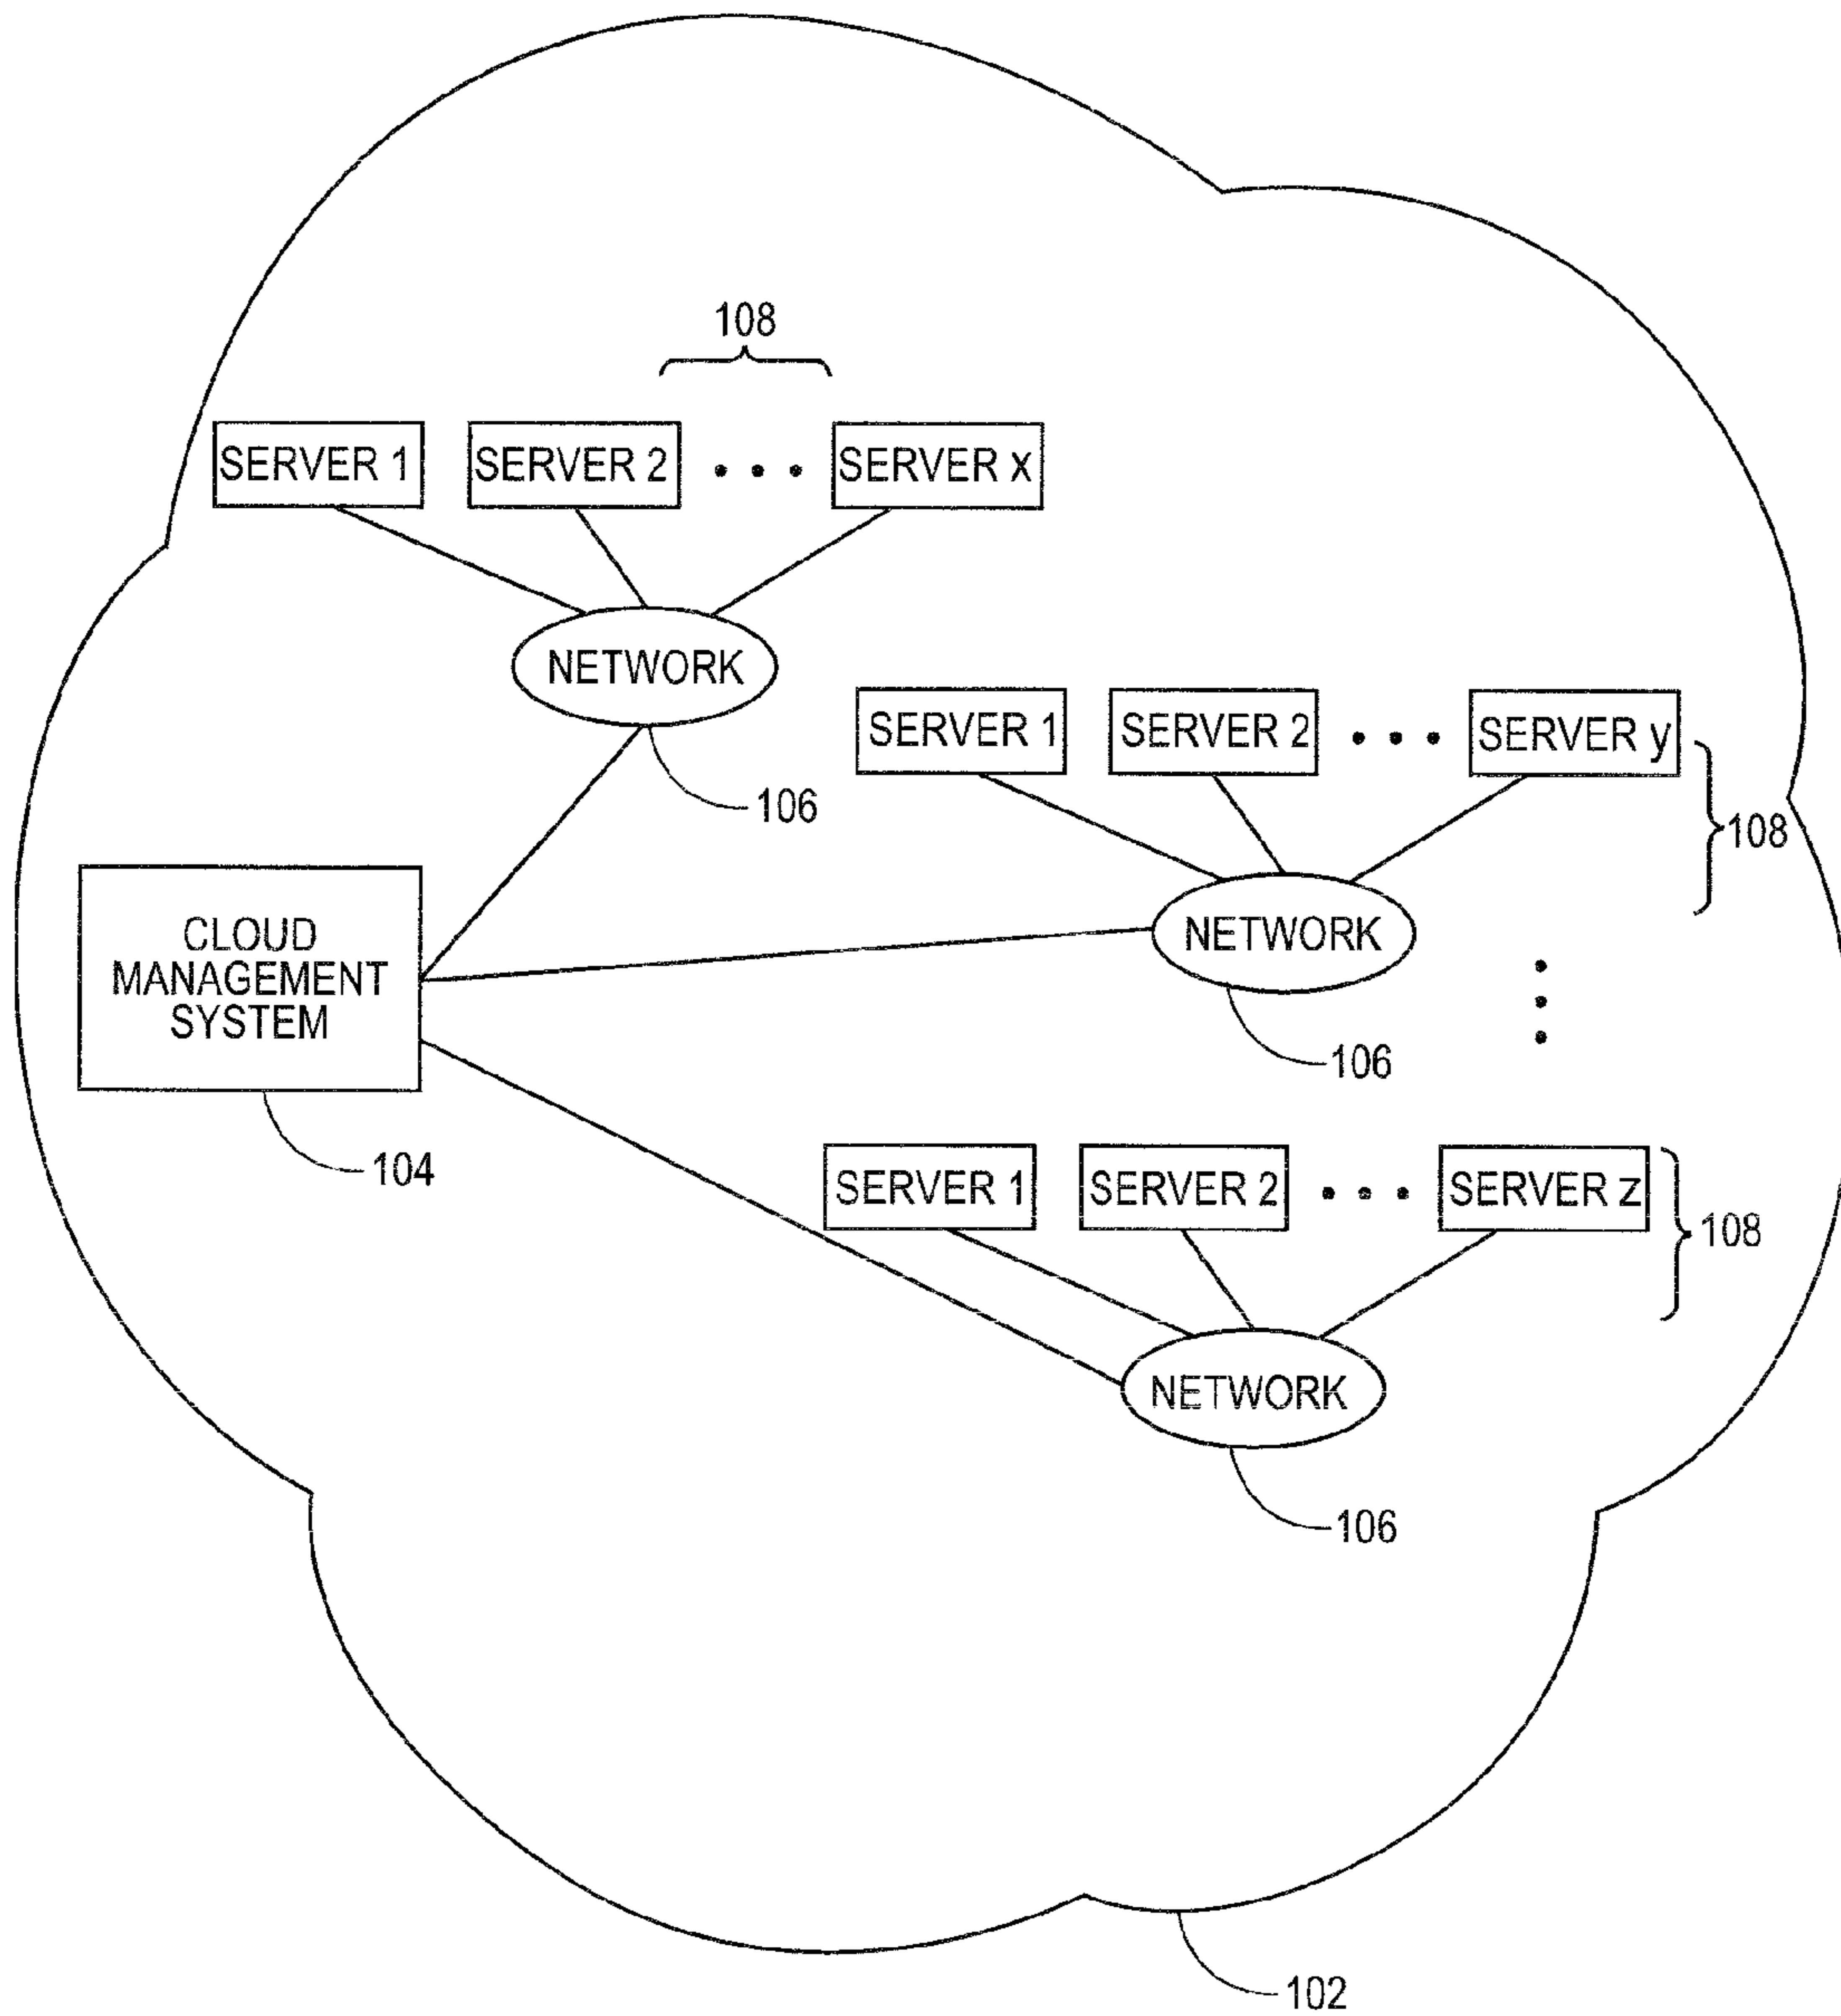 108
SERVER 1 SERVER 2 • • • SERVER x
NETWORK
106
SERVER 1 SERVER 2 • • • SERVER y
108
NETWORK
106
CLOUD
MANAGEMENT
SYSTEM
104
SERVER 1 SERVER 2 • • • SERVER z
108
NETWORK
106
102